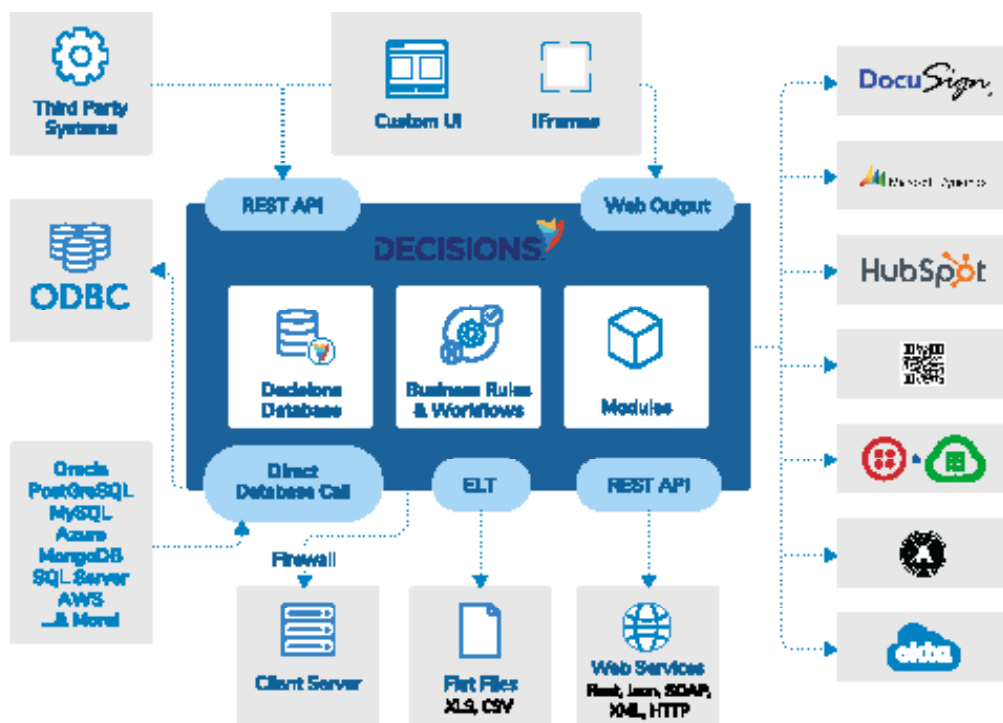 Third Party
Systems
Custom UI
IFrames
REST API
Web Output
DECISIONS
ODBC
Decisions
Database
Business Rules
& Workflows
Modules
Direct
Database Call
ELT
REST API
Oracle
PostGreSQL
MySQL
Azure
MongoDB
SQL Server
AWS
...& More!
Firewall
Client Server
Flat Files
XLS, CSV
Web Services
Rest, Json, SOAP,
XML, HTTP
DocuSign
Microsoft Dynamics
HubSpot
&
okta